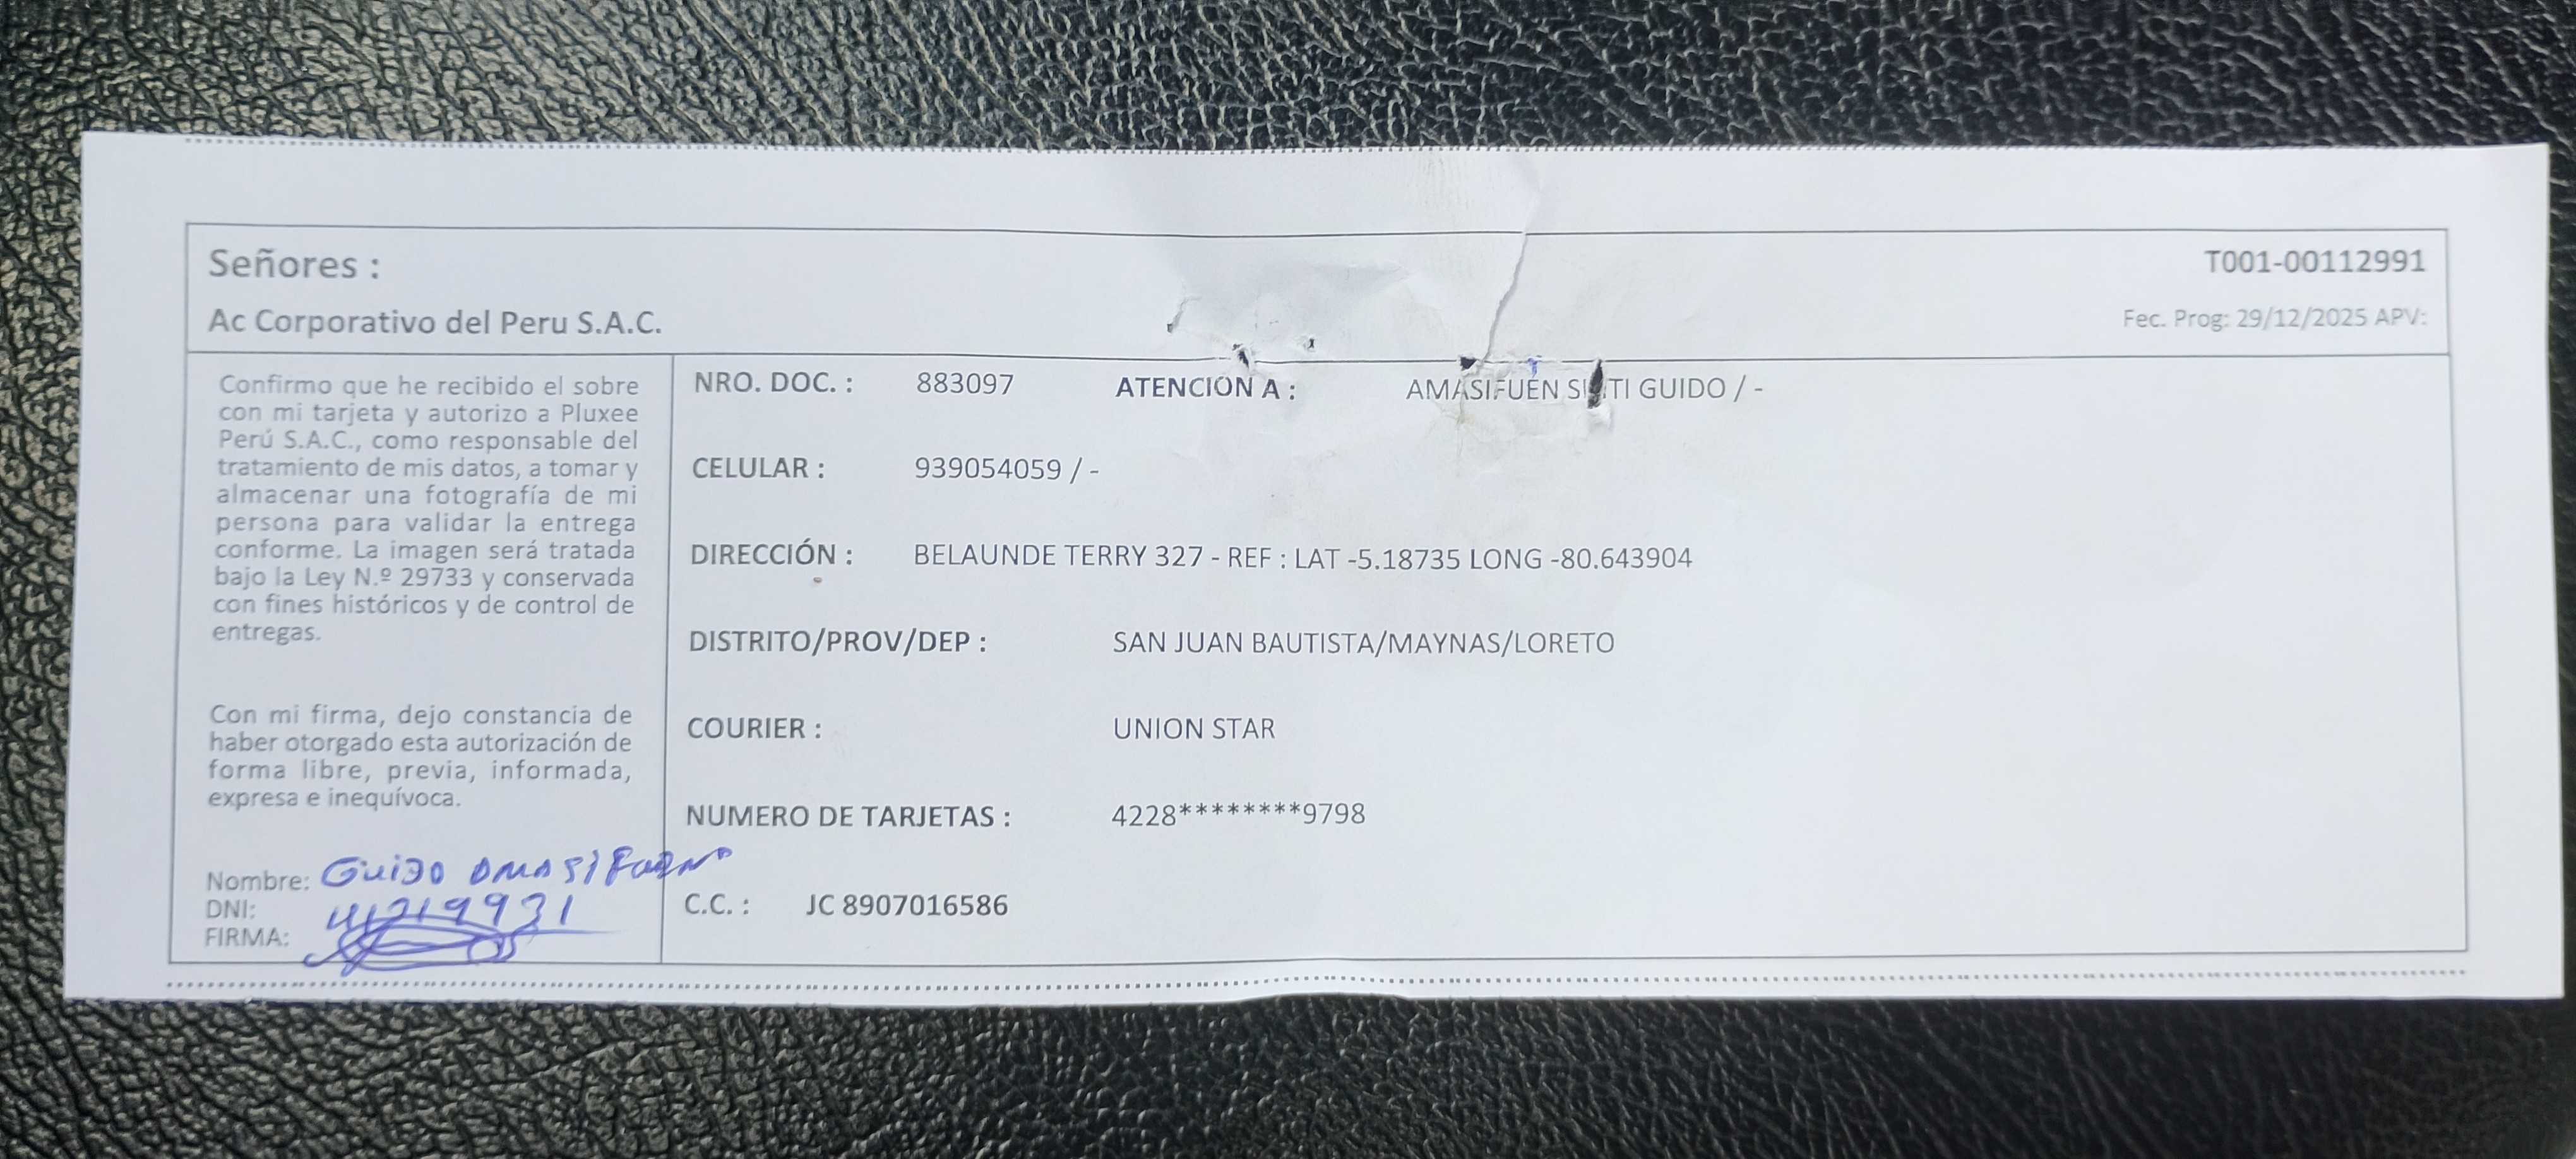 Señores :
Ac Corporativo del Peru S.A.C.
T001-00112991
Fec. Prog: 29/12/2025 APV:
Confirmo que he recibido el sobre
con mi tarjeta y autorizo a Pluxee
Perú S.A.C., como responsable del
tratamiento de mis datos, a tomar y
almacenar una fotografía de mi
persona para validar la entrega
conforme. La imagen será tratada
bajo la Ley N.º 29733 y conservada
con fines históricos y de control de
entregas.
Con mi firma, dejo constancia de
haber otorgado esta autorización de
forma libre, previa, informada,
expresa e inequívoca.
Nombre: Guido
DNI:
FIRMA:
NRO. DOC. : 883097 ATENCION A : AMASIFUEN GUIDO / -
CELULAR : 939054059 / -
DIRECCIÓN : BELAUNDE TERRY 327 - REF : LAT -5.18735 LONG -80.643904
DISTRITO/PROV/DEP : SAN JUAN BAUTISTA/MAYNAS/LORETO
COURIER : UNION STAR
NUMERO DE TARJETAS : 4228********9798
C.C. : JC 8907016586